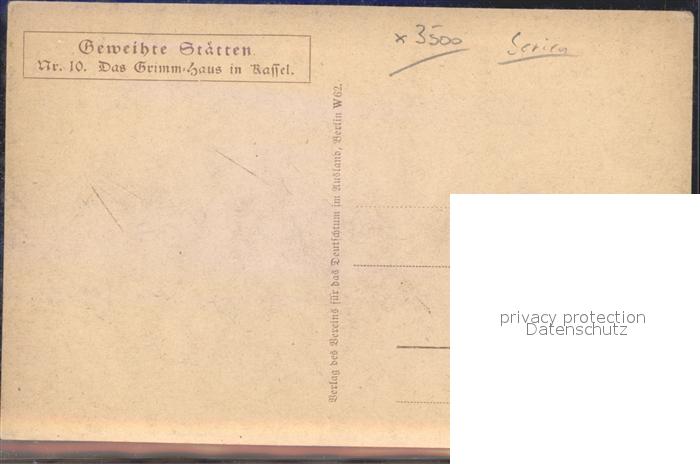 Geweihte Stätten.
Nr. 10. Das Grimm-Haus in Kassel.
x 3500
Serien
Verlag des Vereins für das Deutschtum im Ausland, Berlin W 62.
privacy protection
Datenschutz